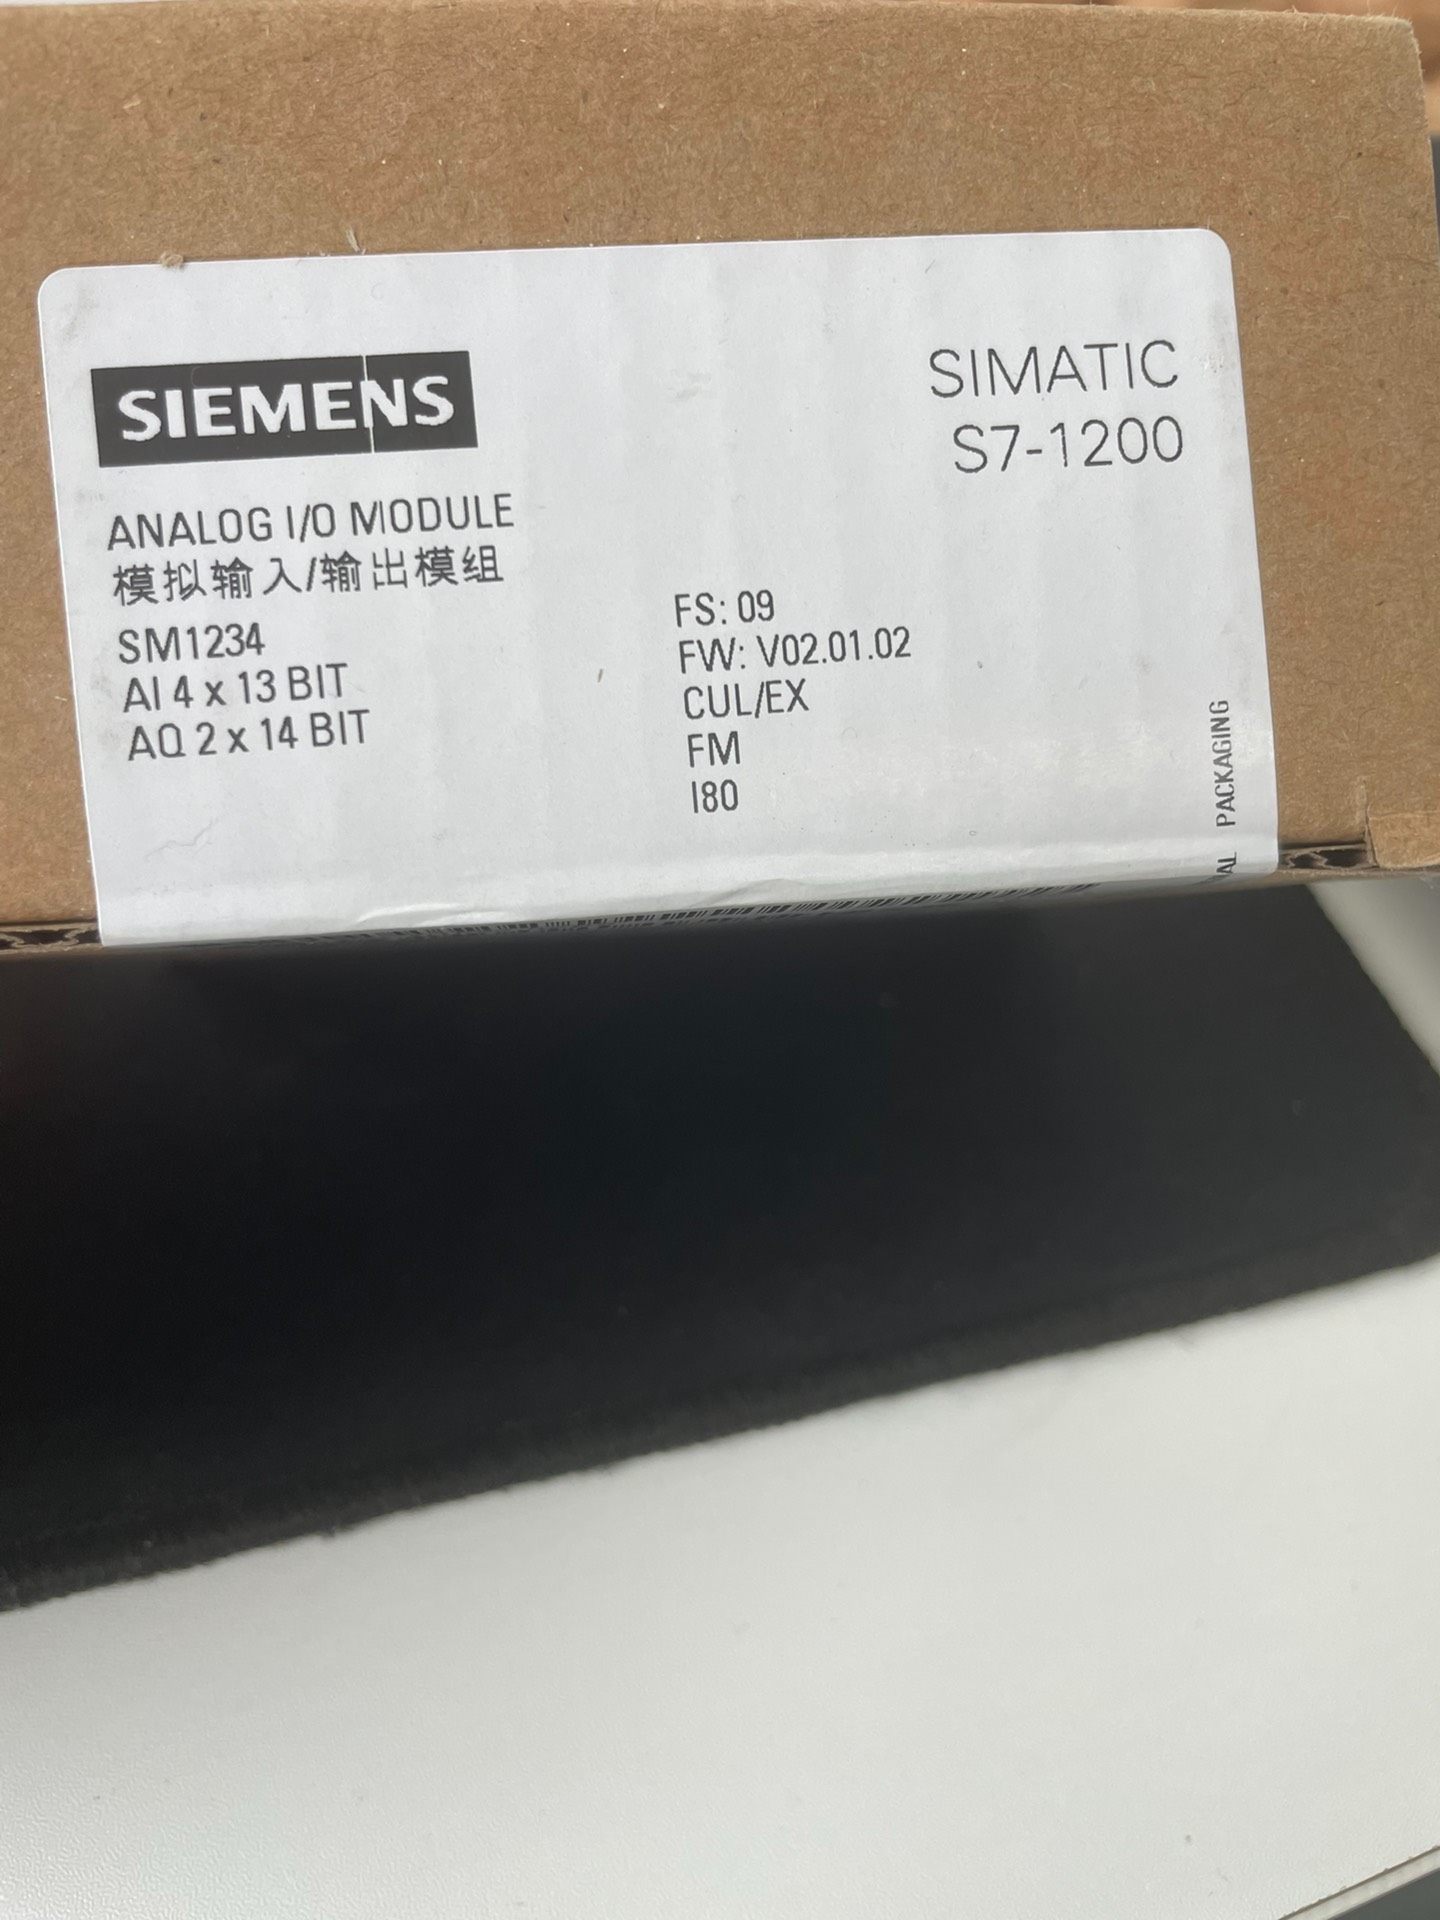 SIEMENS
SIMATIC
S7-1200
ANALOG I/O MODULE
模拟输入/输出模组
SM1234
AI 4 x 13 BIT
AQ 2 x 14 BIT
FS: 09
FW: V02.01.02
CUL/EX
FM
I80
PACKAGING